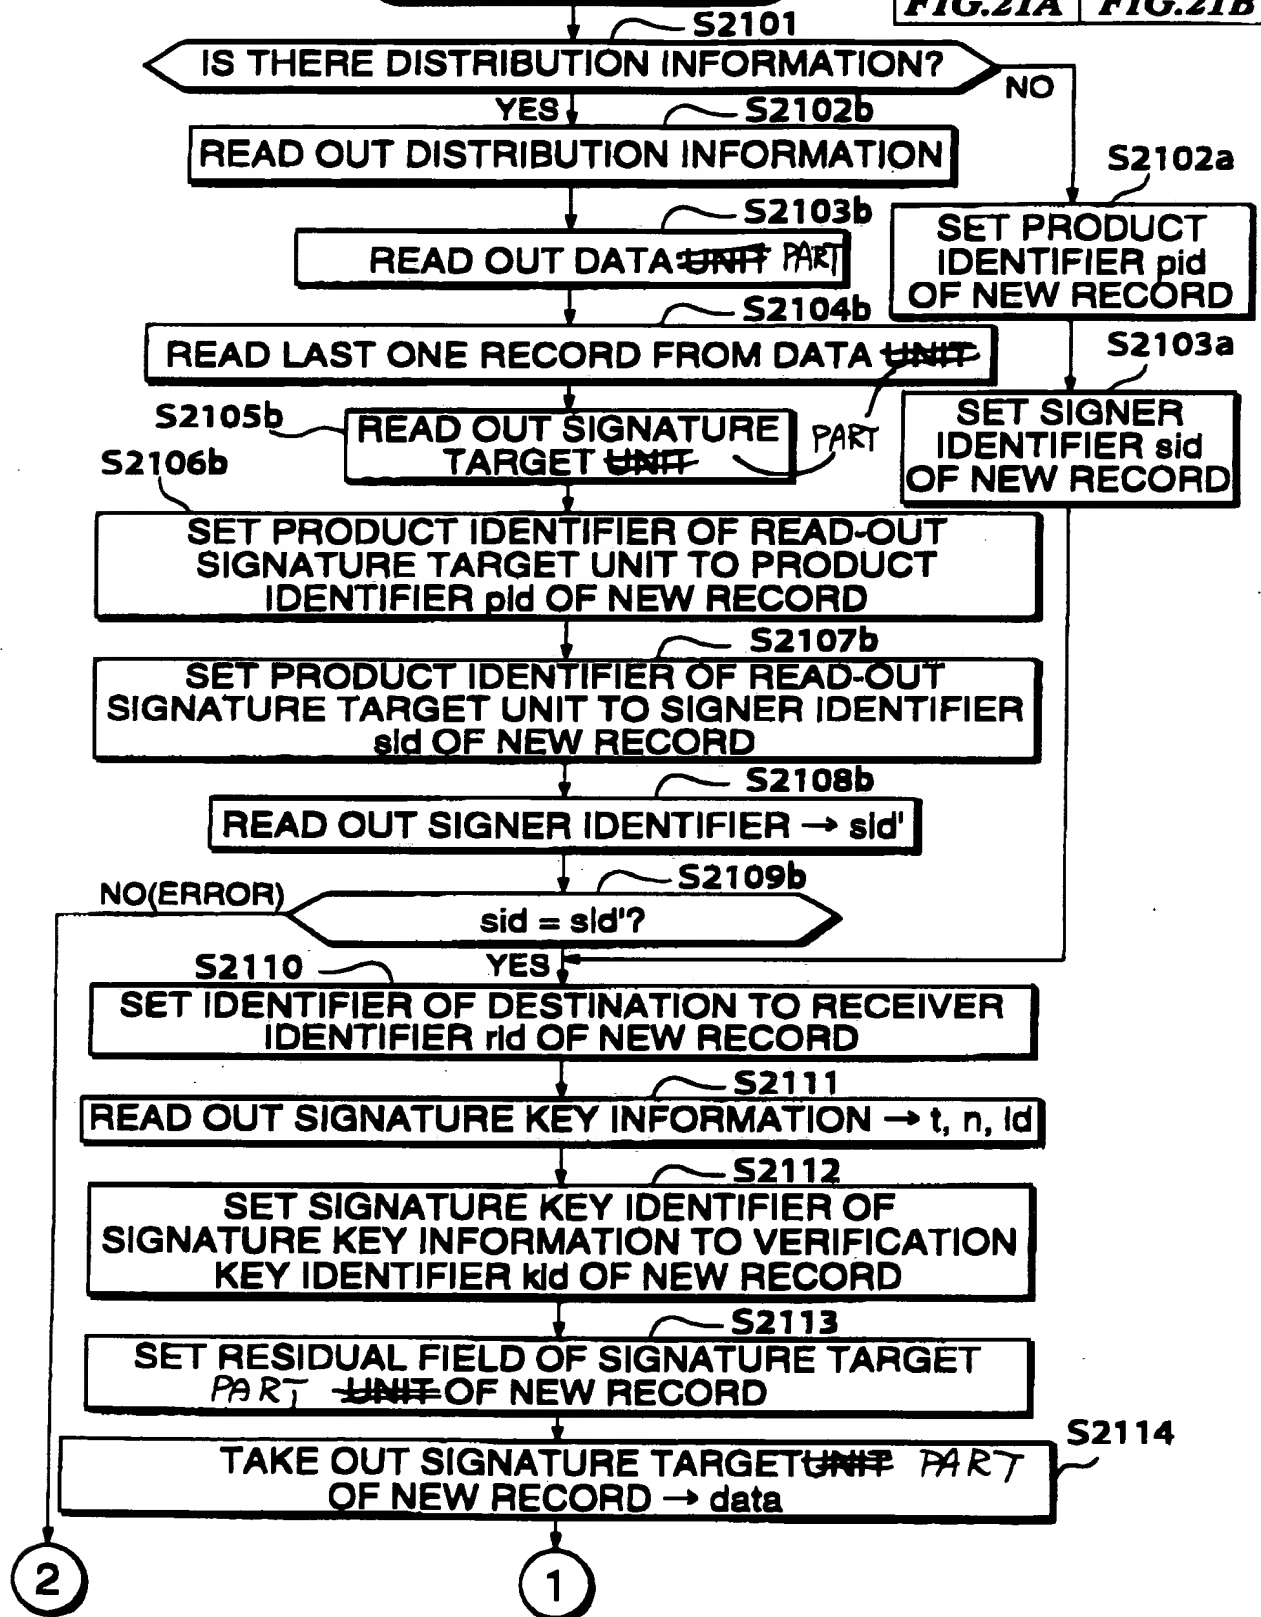 FIG.21A FIG.21B
S2101
IS THERE DISTRIBUTION INFORMATION?
NO
YES
S2102b
READ OUT DISTRIBUTION INFORMATION
S2102a
SET PRODUCT
IDENTIFIER pid
OF NEW RECORD
S2103b
READ OUT DATA UNIT PART
S2104b
READ LAST ONE RECORD FROM DATA UNIT
S2103a
SET SIGNER
IDENTIFIER sid
OF NEW RECORD
S2105b
READ OUT SIGNATURE
TARGET UNIT
PART
S2106b
SET PRODUCT IDENTIFIER OF READ-OUT
SIGNATURE TARGET UNIT TO PRODUCT
IDENTIFIER pid OF NEW RECORD
S2107b
SET PRODUCT IDENTIFIER OF READ-OUT
SIGNATURE TARGET UNIT TO SIGNER IDENTIFIER
sid OF NEW RECORD
S2108b
READ OUT SIGNER IDENTIFIER → sid'
S2109b
NO(ERROR)
sid = sid'?
YES
S2110
SET IDENTIFIER OF DESTINATION TO RECEIVER
IDENTIFIER rid OF NEW RECORD
S2111
READ OUT SIGNATURE KEY INFORMATION → t, n, id
S2112
SET SIGNATURE KEY IDENTIFIER OF
SIGNATURE KEY INFORMATION TO VERIFICATION
KEY IDENTIFIER kid OF NEW RECORD
S2113
SET RESIDUAL FIELD OF SIGNATURE TARGET
PART UNIT OF NEW RECORD
S2114
TAKE OUT SIGNATURE TARGET UNIT PART
OF NEW RECORD → data
2
1